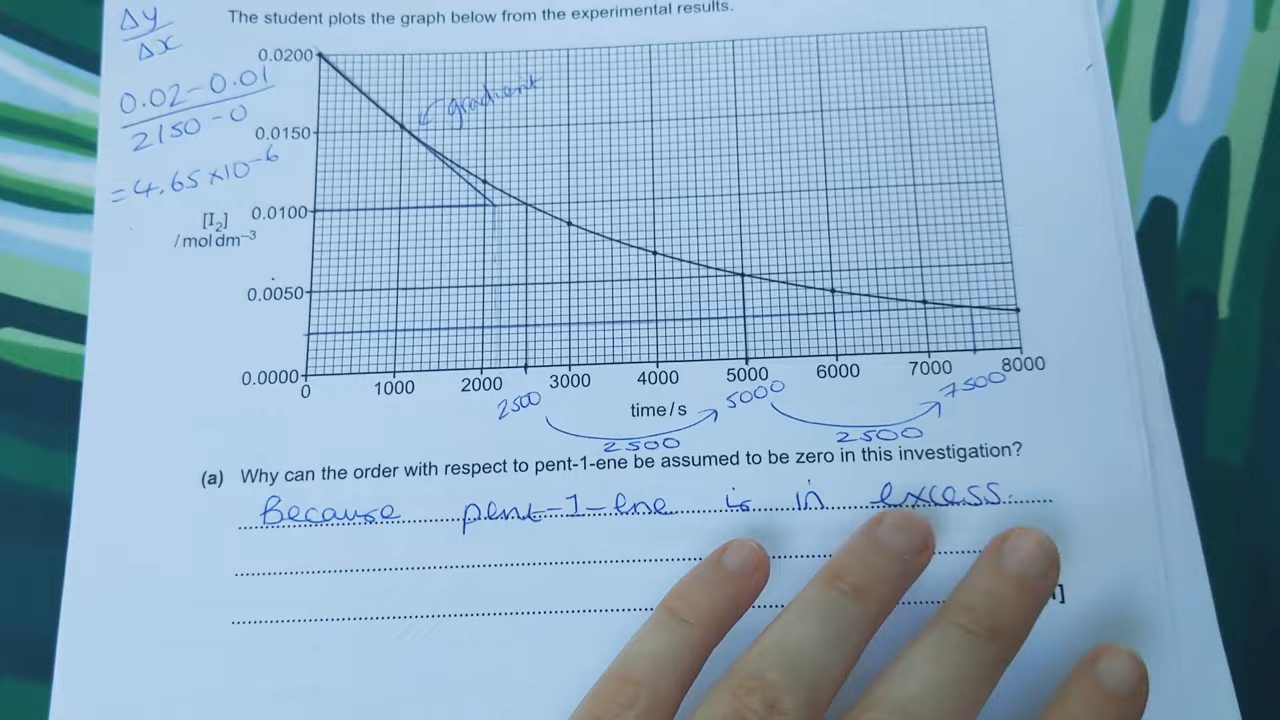 Δy
Δx
The student plots the graph below from the experimental results.
0.02-0.01
2150-0
= 4.65×10⁻⁶
gradient
0.0200
0.0150
0.0100
0.0050
0.0000
[I₂]
/ mol dm⁻³
0 1000 2000 3000 4000 5000 6000 7000 8000
time / s
2500 5000 7500
2500 2500
(a) Why can the order with respect to pent-1-ene be assumed to be zero in this investigation?
Because pent-1-ene is in excess.
]